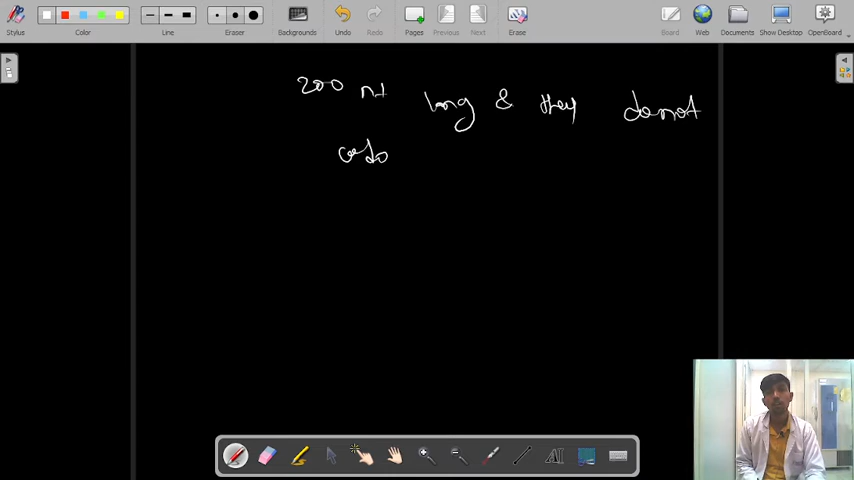 Stylus
Color
Line
Eraser
Backgrounds
Undo
Redo
Pages
Previous
Next
Erase
Board
Web
Documents
Show Desktop
OpenBoard
200 nt long & they donot
code
AI